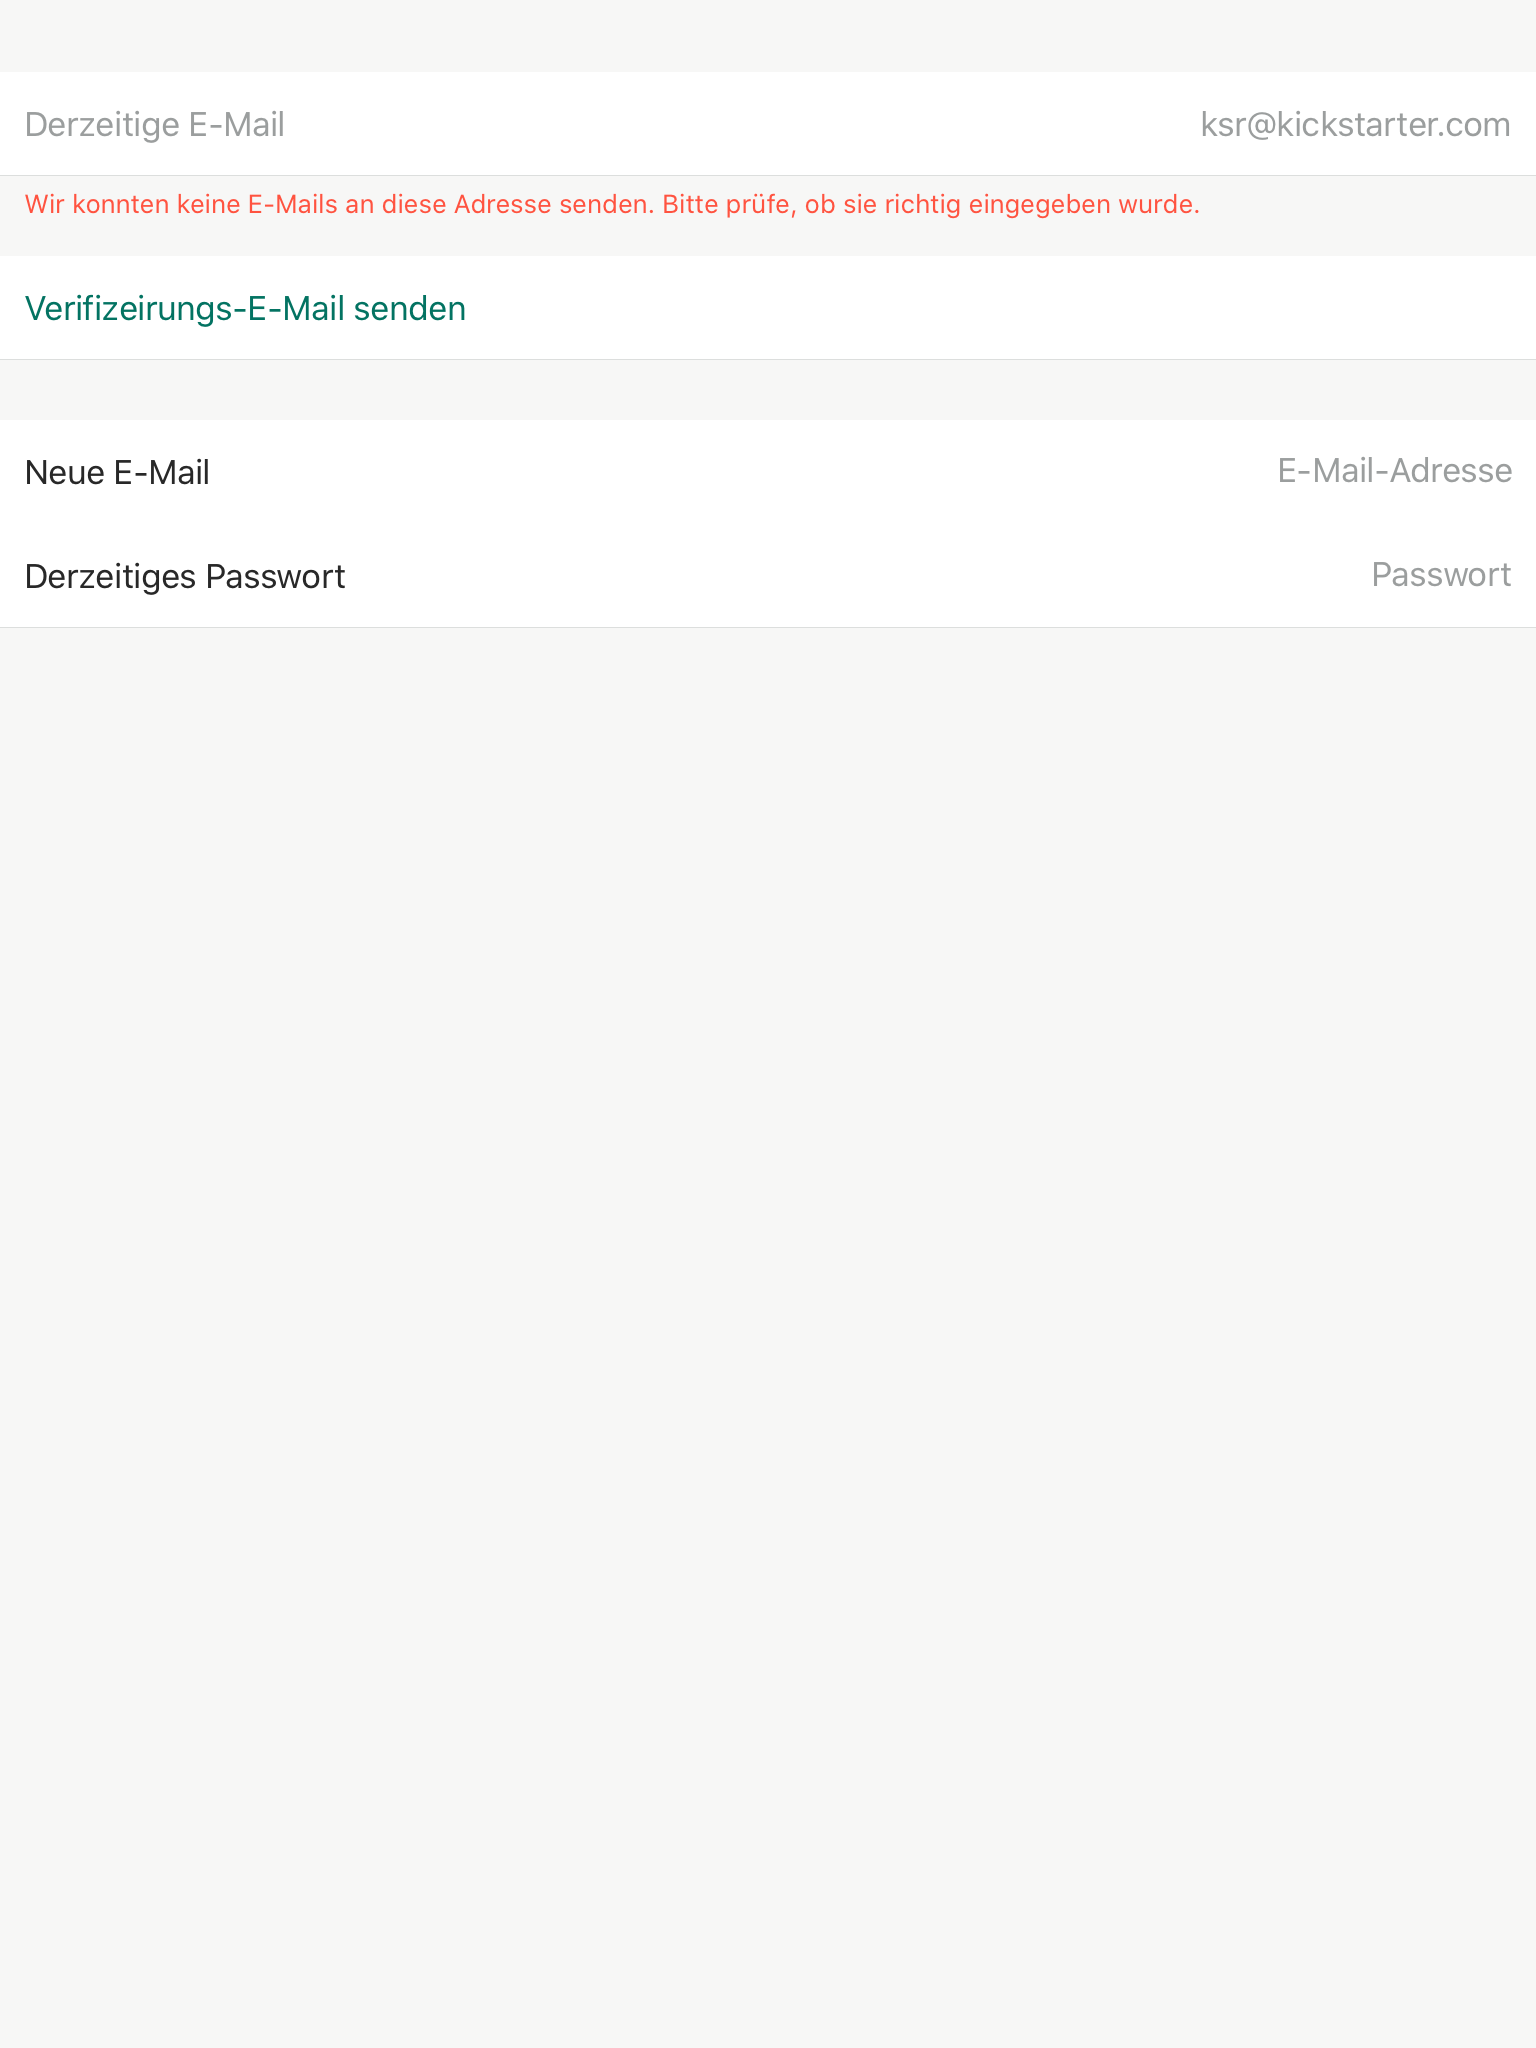 Derzeitige E-Mail ksr@kickstarter.com
Wir konnten keine E-Mails an diese Adresse senden. Bitte prüfe, ob sie richtig eingegeben wurde.
Verifizeirungs-E-Mail senden
Neue E-Mail E-Mail-Adresse
Derzeitiges Passwort Passwort